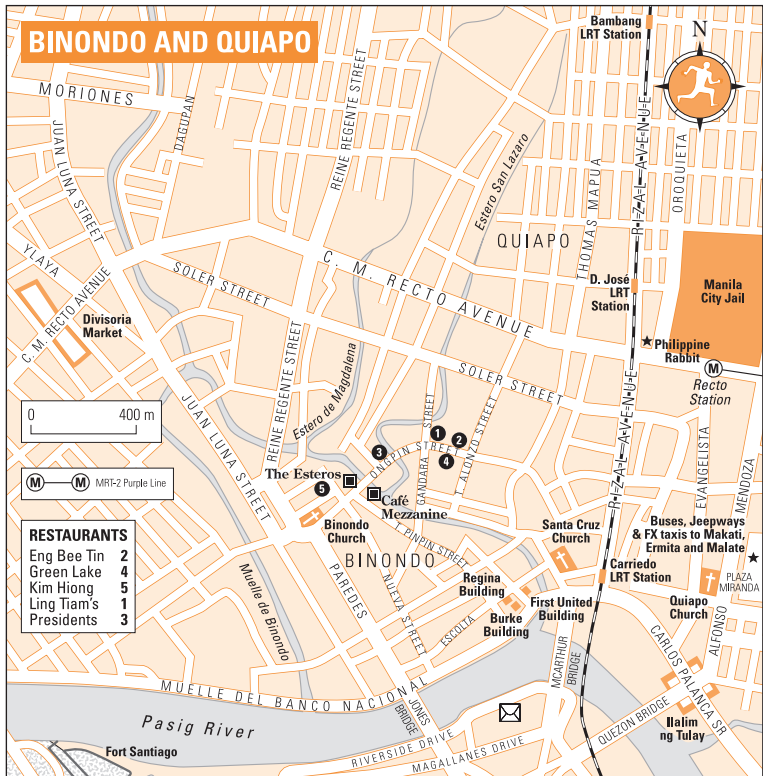 BINONDO AND QUIAPO
Bambang
LRT Station
N
MORIONES
DAGUPAN
JUAN LUNA STREET
REINE REGENTE STREET
Estero San Lazaro
RIZAL AVENUE
OROQUIETA
THOMAS MAPUA
QUIAPO
YLAYA
C. M. RECTO AVENUE
SOLER STREET
C. M. RECTO AVENUE
D. José
LRT
Station
Manila
City Jail
Divisoria
Market
Philippine
Rabbit
M
Recto
Station
SOLER STREET
REINE REGENTE STREET
Estero de Magdalena
JUAN LUNA STREET
0 400 m
M M MRT-2 Purple Line
GANDARA STREET
T. ALONZO STREET
ONGPIN STREET
1
2
3
4
5
RIZAL AVENUE
EVANGELISTA
MENDOZA
The Esteros
Café
Mezzanine
RESTAURANTS
Eng Bee Tin 2
Green Lake 4
Kim Hiong 5
Ling Tiam's 1
Presidents 3
Binondo
Church
T. PINPIN STREET
BINONDO
Santa Cruz
Church
Buses, Jeepways
& FX taxis to Makati,
Ermita and Malate
Carriedo
LRT Station
PLAZA
MIRANDA
Quiapo
Church
Regina
Building
First United
Building
Burke
Building
Muelle de Binondo
PAREDES
NUEVA STREET
ESCOLTA
ALFONSO
CARLOS PALANCA SR
MCARTHUR
BRIDGE
MUELLE DEL BANCO NACIONAL
JONES
BRIDGE
QUEZON BRIDGE
Ilalim
ng Tulay
Pasig River
Fort Santiago
RIVERSIDE DRIVE
MAGALLANES DRIVE